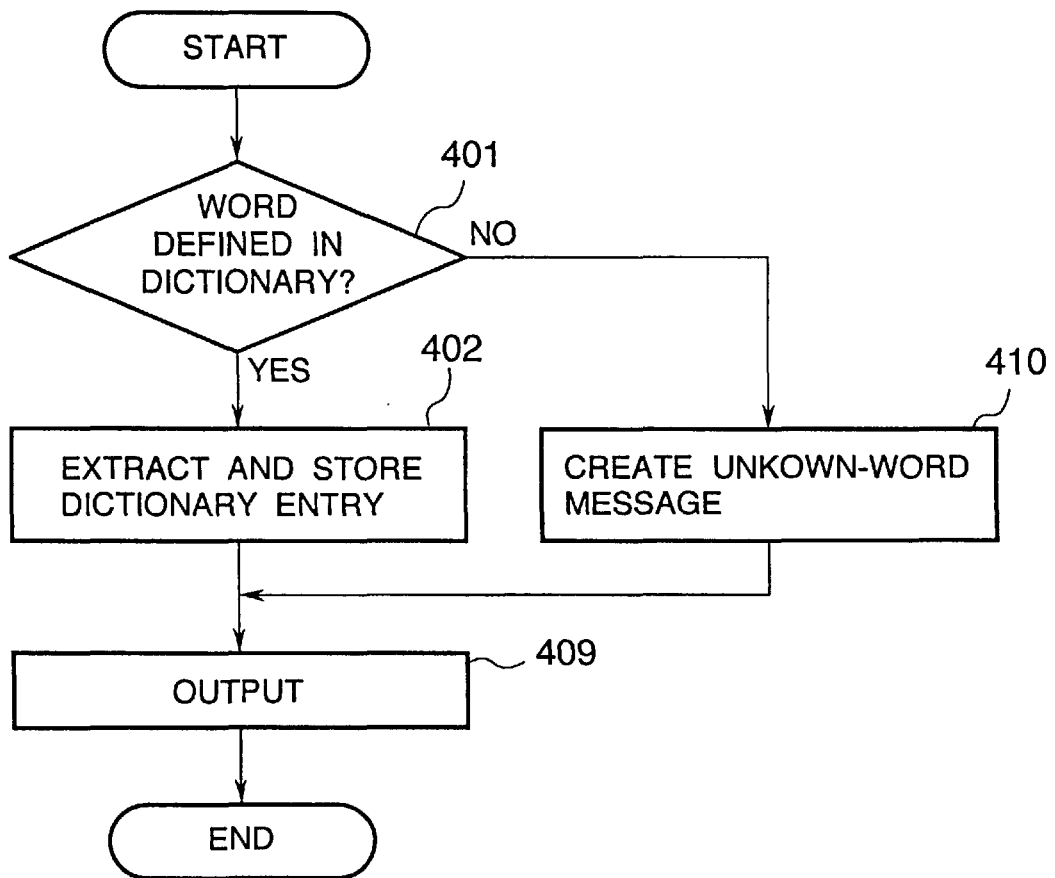 START
401
WORD
DEFINED IN
DICTIONARY?
NO
YES
402
410
EXTRACT AND STORE
DICTIONARY ENTRY
CREATE UNKOWN-WORD
MESSAGE
409
OUTPUT
END